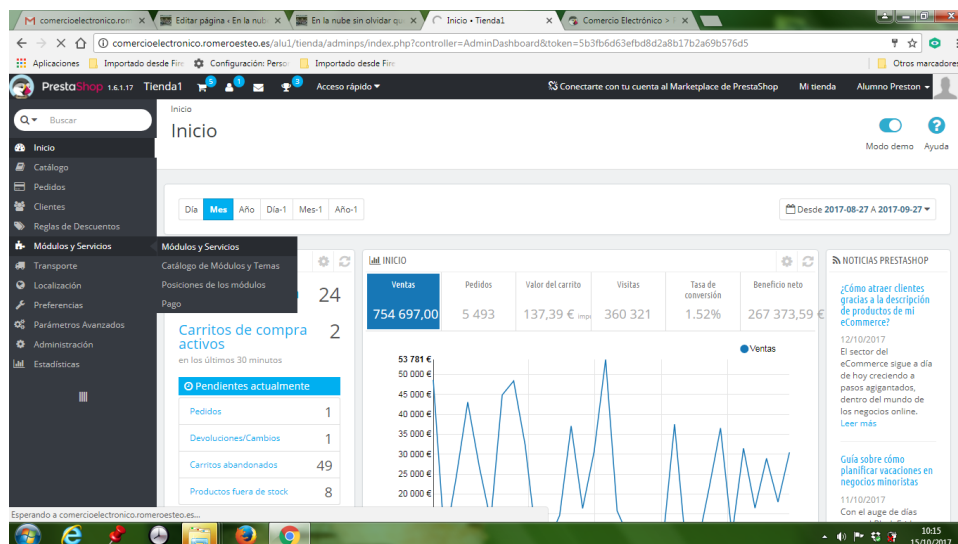 comercioelectronico.rom
Editar página ‹ En la nub
En la nube sin olvidar qu
Inicio • Tienda1
Comercio Electrónico >
comercioelectronico.romeroesteo.es/alu1/tienda/adminps/index.php?controller=AdminDashboard&token=5b3fb6d63efbd8d2a8b17b2a69b576d5
Aplicaciones
Importado desde Fire
Configuración: Perso
Importado desde Fire
Otros marcadores
PrestaShop 1.6.1.17
Tienda1
5
1
3
Acceso rápido
Conectarte con tu cuenta al Marketplace de PrestaShop
Mi tienda
Alumno Preston
Buscar
Inicio
Catálogo
Pedidos
Clientes
Reglas de Descuentos
Módulos y Servicios
Transporte
Localización
Preferencias
Parámetros Avanzados
Administración
Estadísticas
Módulos y Servicios
Catálogo de Módulos y Temas
Posiciones de los módulos
Pago
Inicio
Inicio
Modo demo
Ayuda
Día
Mes
Año
Día-1
Mes-1
Año-1
Desde 2017-08-27 A 2017-09-27
24
Carritos de compra activos
2
en los últimos 30 minutos
Pendientes actualmente
Pedidos 1
Devoluciones/Cambios 1
Carritos abandonados 49
Productos fuera de stock 8
INICIO
Ventas
754 697,00
Pedidos
5 493
Valor del carrito
137,39 € impu
Visitas
360 321
Tasa de conversión
1.52%
Beneficio neto
267 373,59 €
Ventas
53 781 €
50 000 €
45 000 €
40 000 €
35 000 €
30 000 €
25 000 €
20 000 €
NOTICIAS PRESTASHOP
¿Cómo atraer clientes
gracias a la descripción
de productos de mi
eCommerce?
12/10/2017
El sector del
eCommerce sigue a día
de hoy creciendo a
pasos agigantados,
dentro del mundo de
los negocios online.
Leer más
Guía sobre cómo
planificar vacaciones en
negocios minoristas
11/10/2017
Con el auge de días
Esperando a comercioelectronico.romeroesteo.es...
10:15
15/10/2017